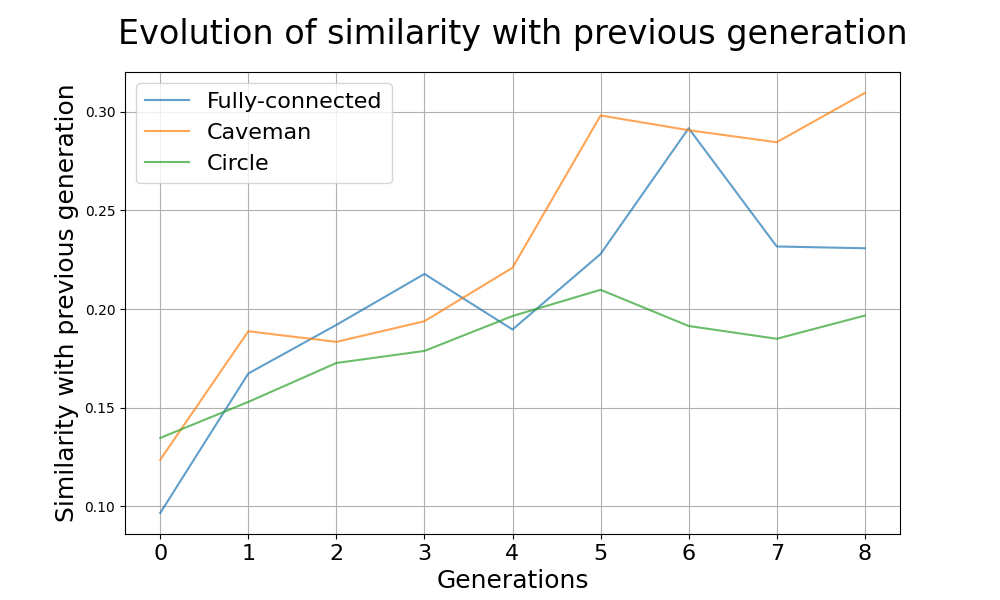 Evolution of similarity with previous generation
Fully-connected
Caveman
Circle
Similarity with previous generation
0.30
0.25
0.20
0.15
0.10
0 1 2 3 4 5 6 7 8
Generations